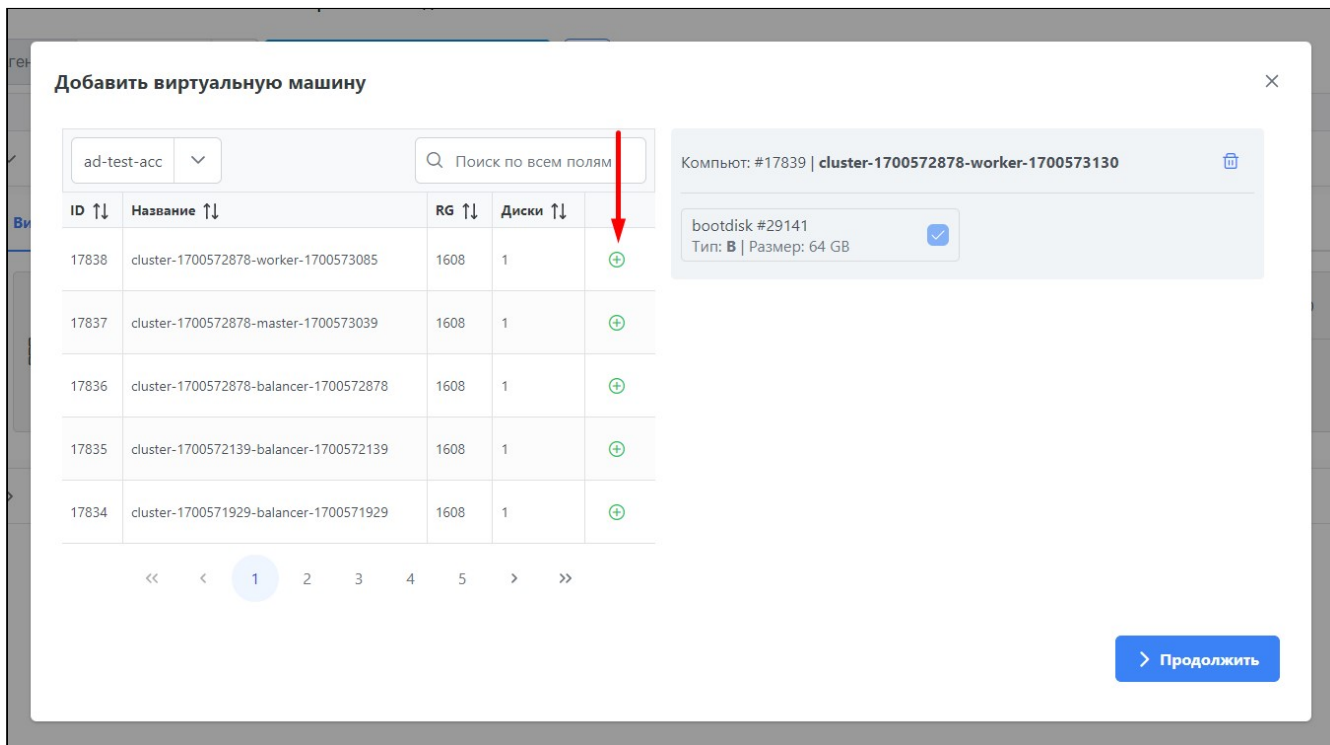 Добавить виртуальную машину
ad-test-acc
Поиск по всем полям
ID Название RG Диски
17838 cluster-1700572878-worker-1700573085 1608 1
17837 cluster-1700572878-master-1700573039 1608 1
17836 cluster-1700572878-balancer-1700572878 1608 1
17835 cluster-1700572139-balancer-1700572139 1608 1
17834 cluster-1700571929-balancer-1700571929 1608 1
<< < 1 2 3 4 5 > >>
Компьют: #17839 | cluster-1700572878-worker-1700573130
bootdisk #29141
Тип: B | Размер: 64 GB
Продолжить